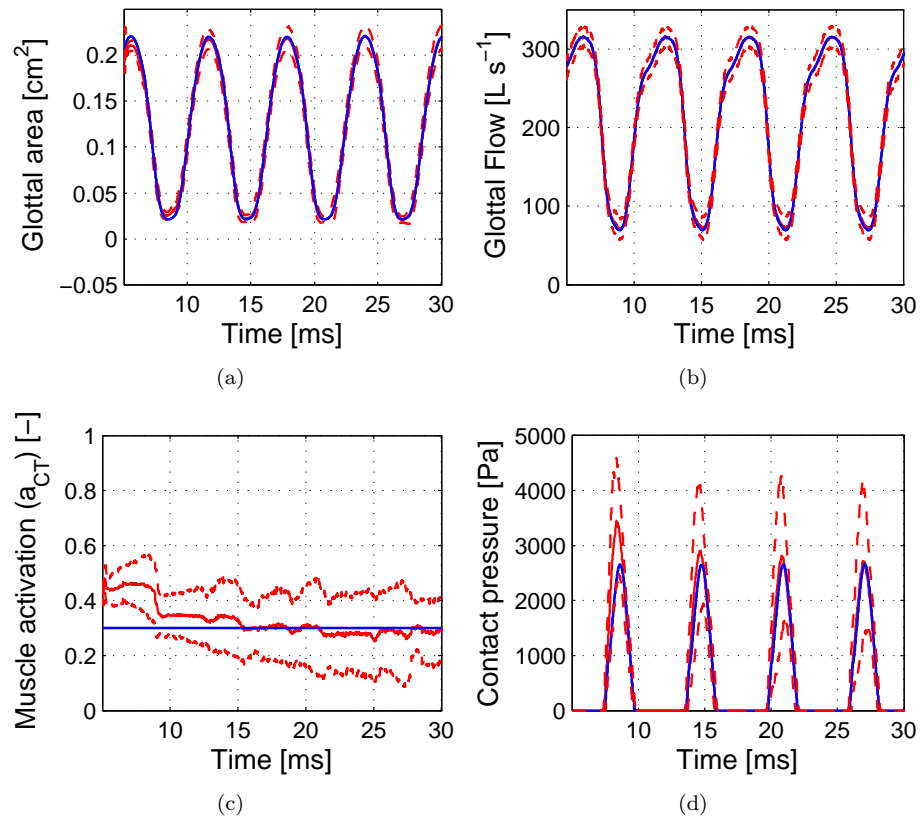 0.2
0.15
0.1
0.05
0
−0.05
Glottal area [cm²]
10 15 20 25 30
Time [ms]
(a)
300
200
100
0
Glottal Flow [L s⁻¹]
5 10 15 20 25 30
Time [ms]
(b)
1
0.8
0.6
0.4
0.2
0
Muscle activation (a_CT) [−]
10 15 20 25 30
Time [ms]
(c)
5000
4000
3000
2000
1000
0
Contact pressure [Pa]
10 15 20 25 30
Time [ms]
(d)